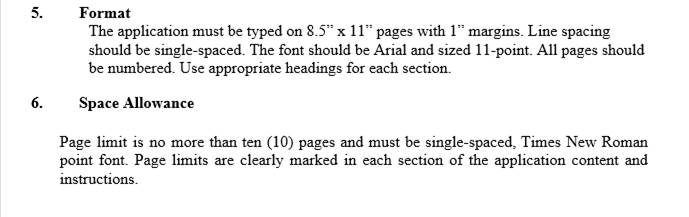 5. Format
The application must be typed on 8.5” x 11” pages with 1” margins. Line spacing
should be single-spaced. The font should be Arial and sized 11-point. All pages should
be numbered. Use appropriate headings for each section.
6. Space Allowance
Page limit is no more than ten (10) pages and must be single-spaced, Times New Roman
point font. Page limits are clearly marked in each section of the application content and
instructions.